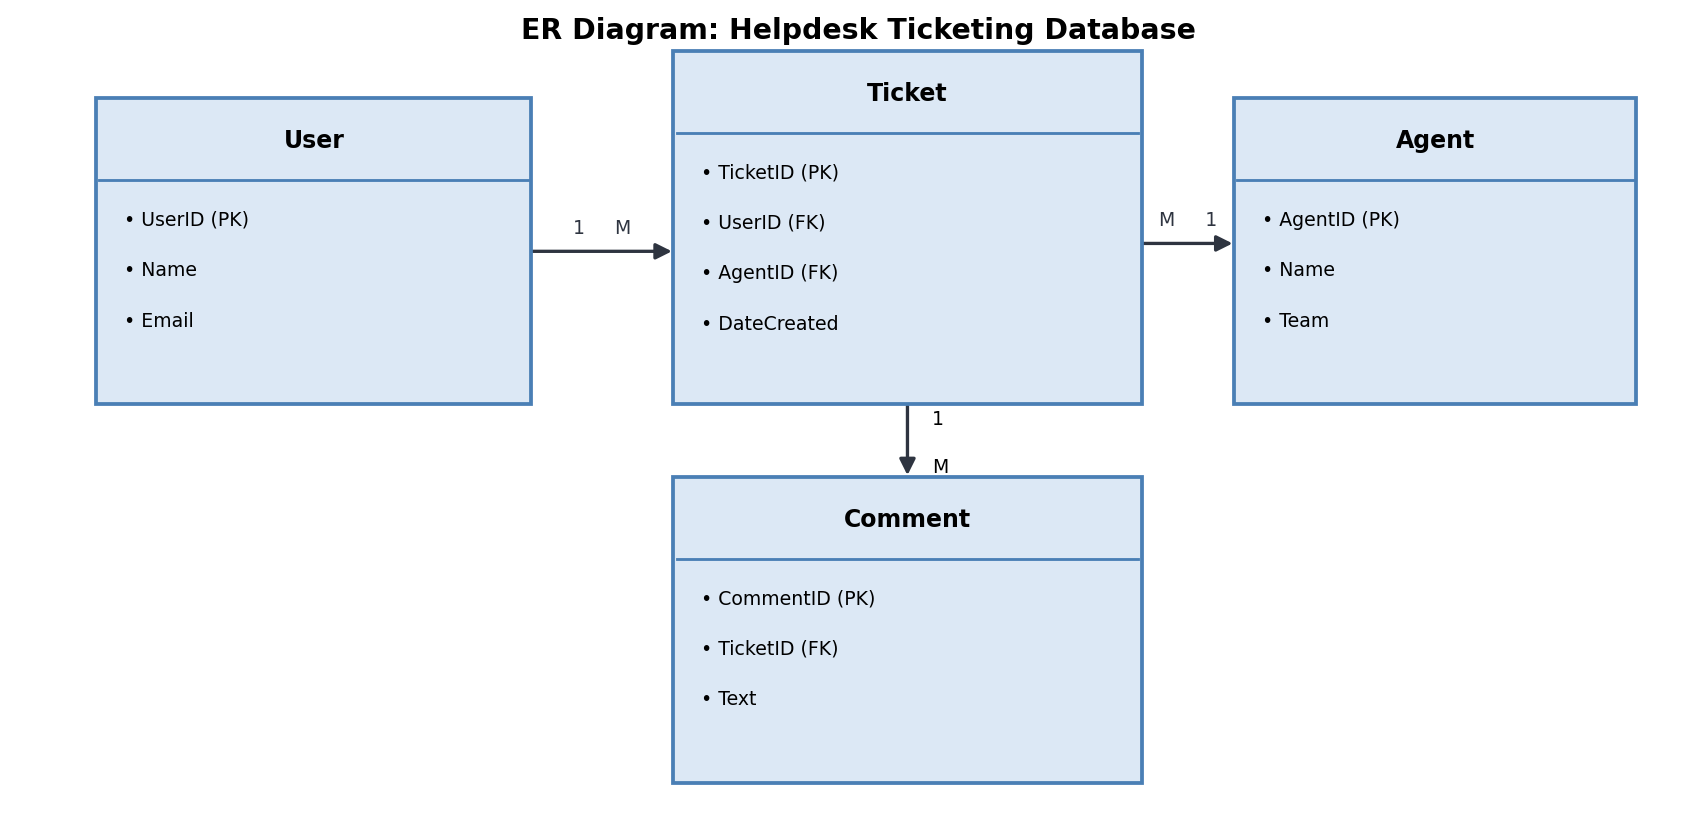 ER Diagram: Helpdesk Ticketing Database
User
• UserID (PK)
• Name
• Email
1 M
Ticket
• TicketID (PK)
• UserID (FK)
• AgentID (FK)
• DateCreated
M 1
Agent
• AgentID (PK)
• Name
• Team
1
M
Comment
• CommentID (PK)
• TicketID (FK)
• Text